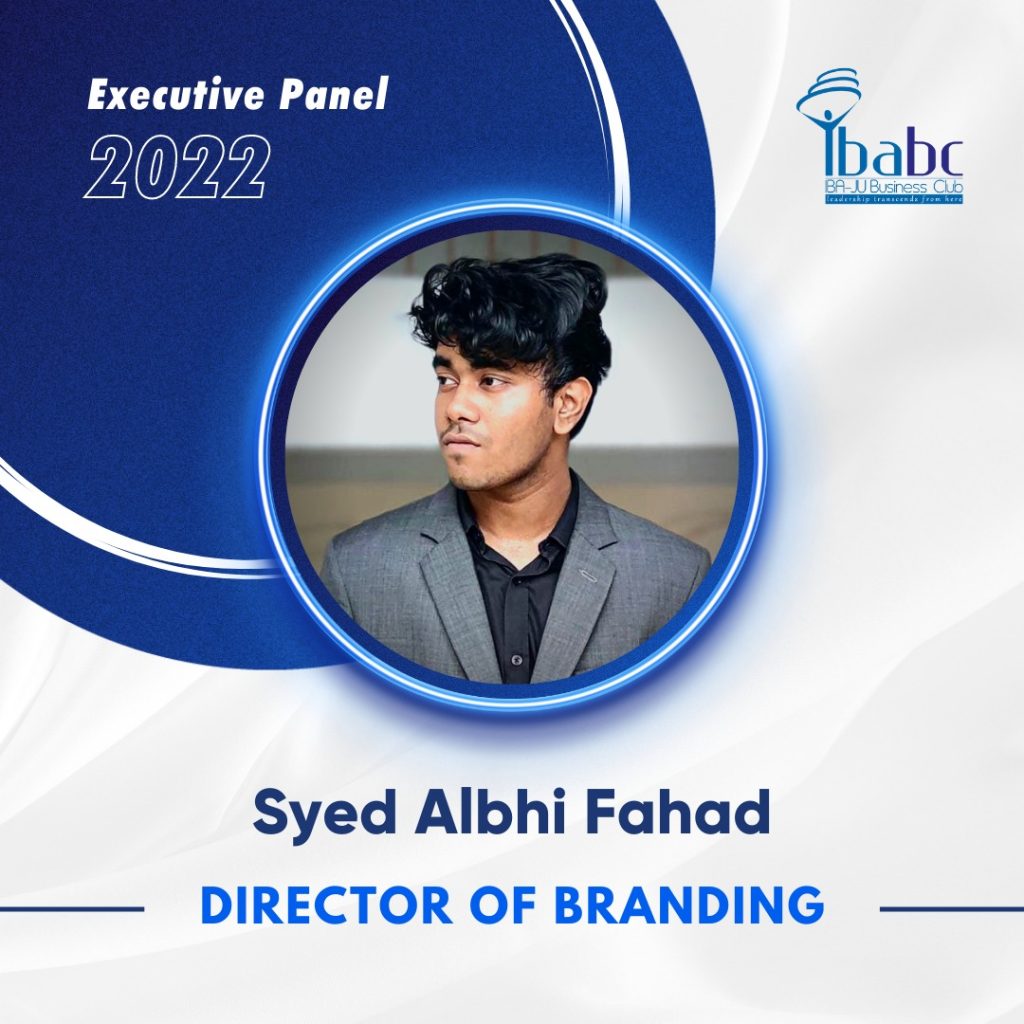 Executive Panel
2022
ibabc
IBA-JU Business Club
leadership transcends from here
Syed Albhi Fahad
DIRECTOR OF BRANDING